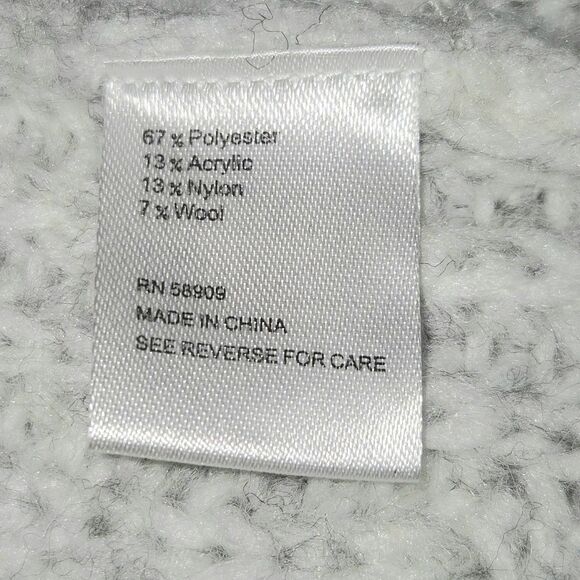 67 % Polyester
13 % Acrylic
13 % Nylon
7 % Wool
RN 58909
MADE IN CHINA
SEE REVERSE FOR CARE